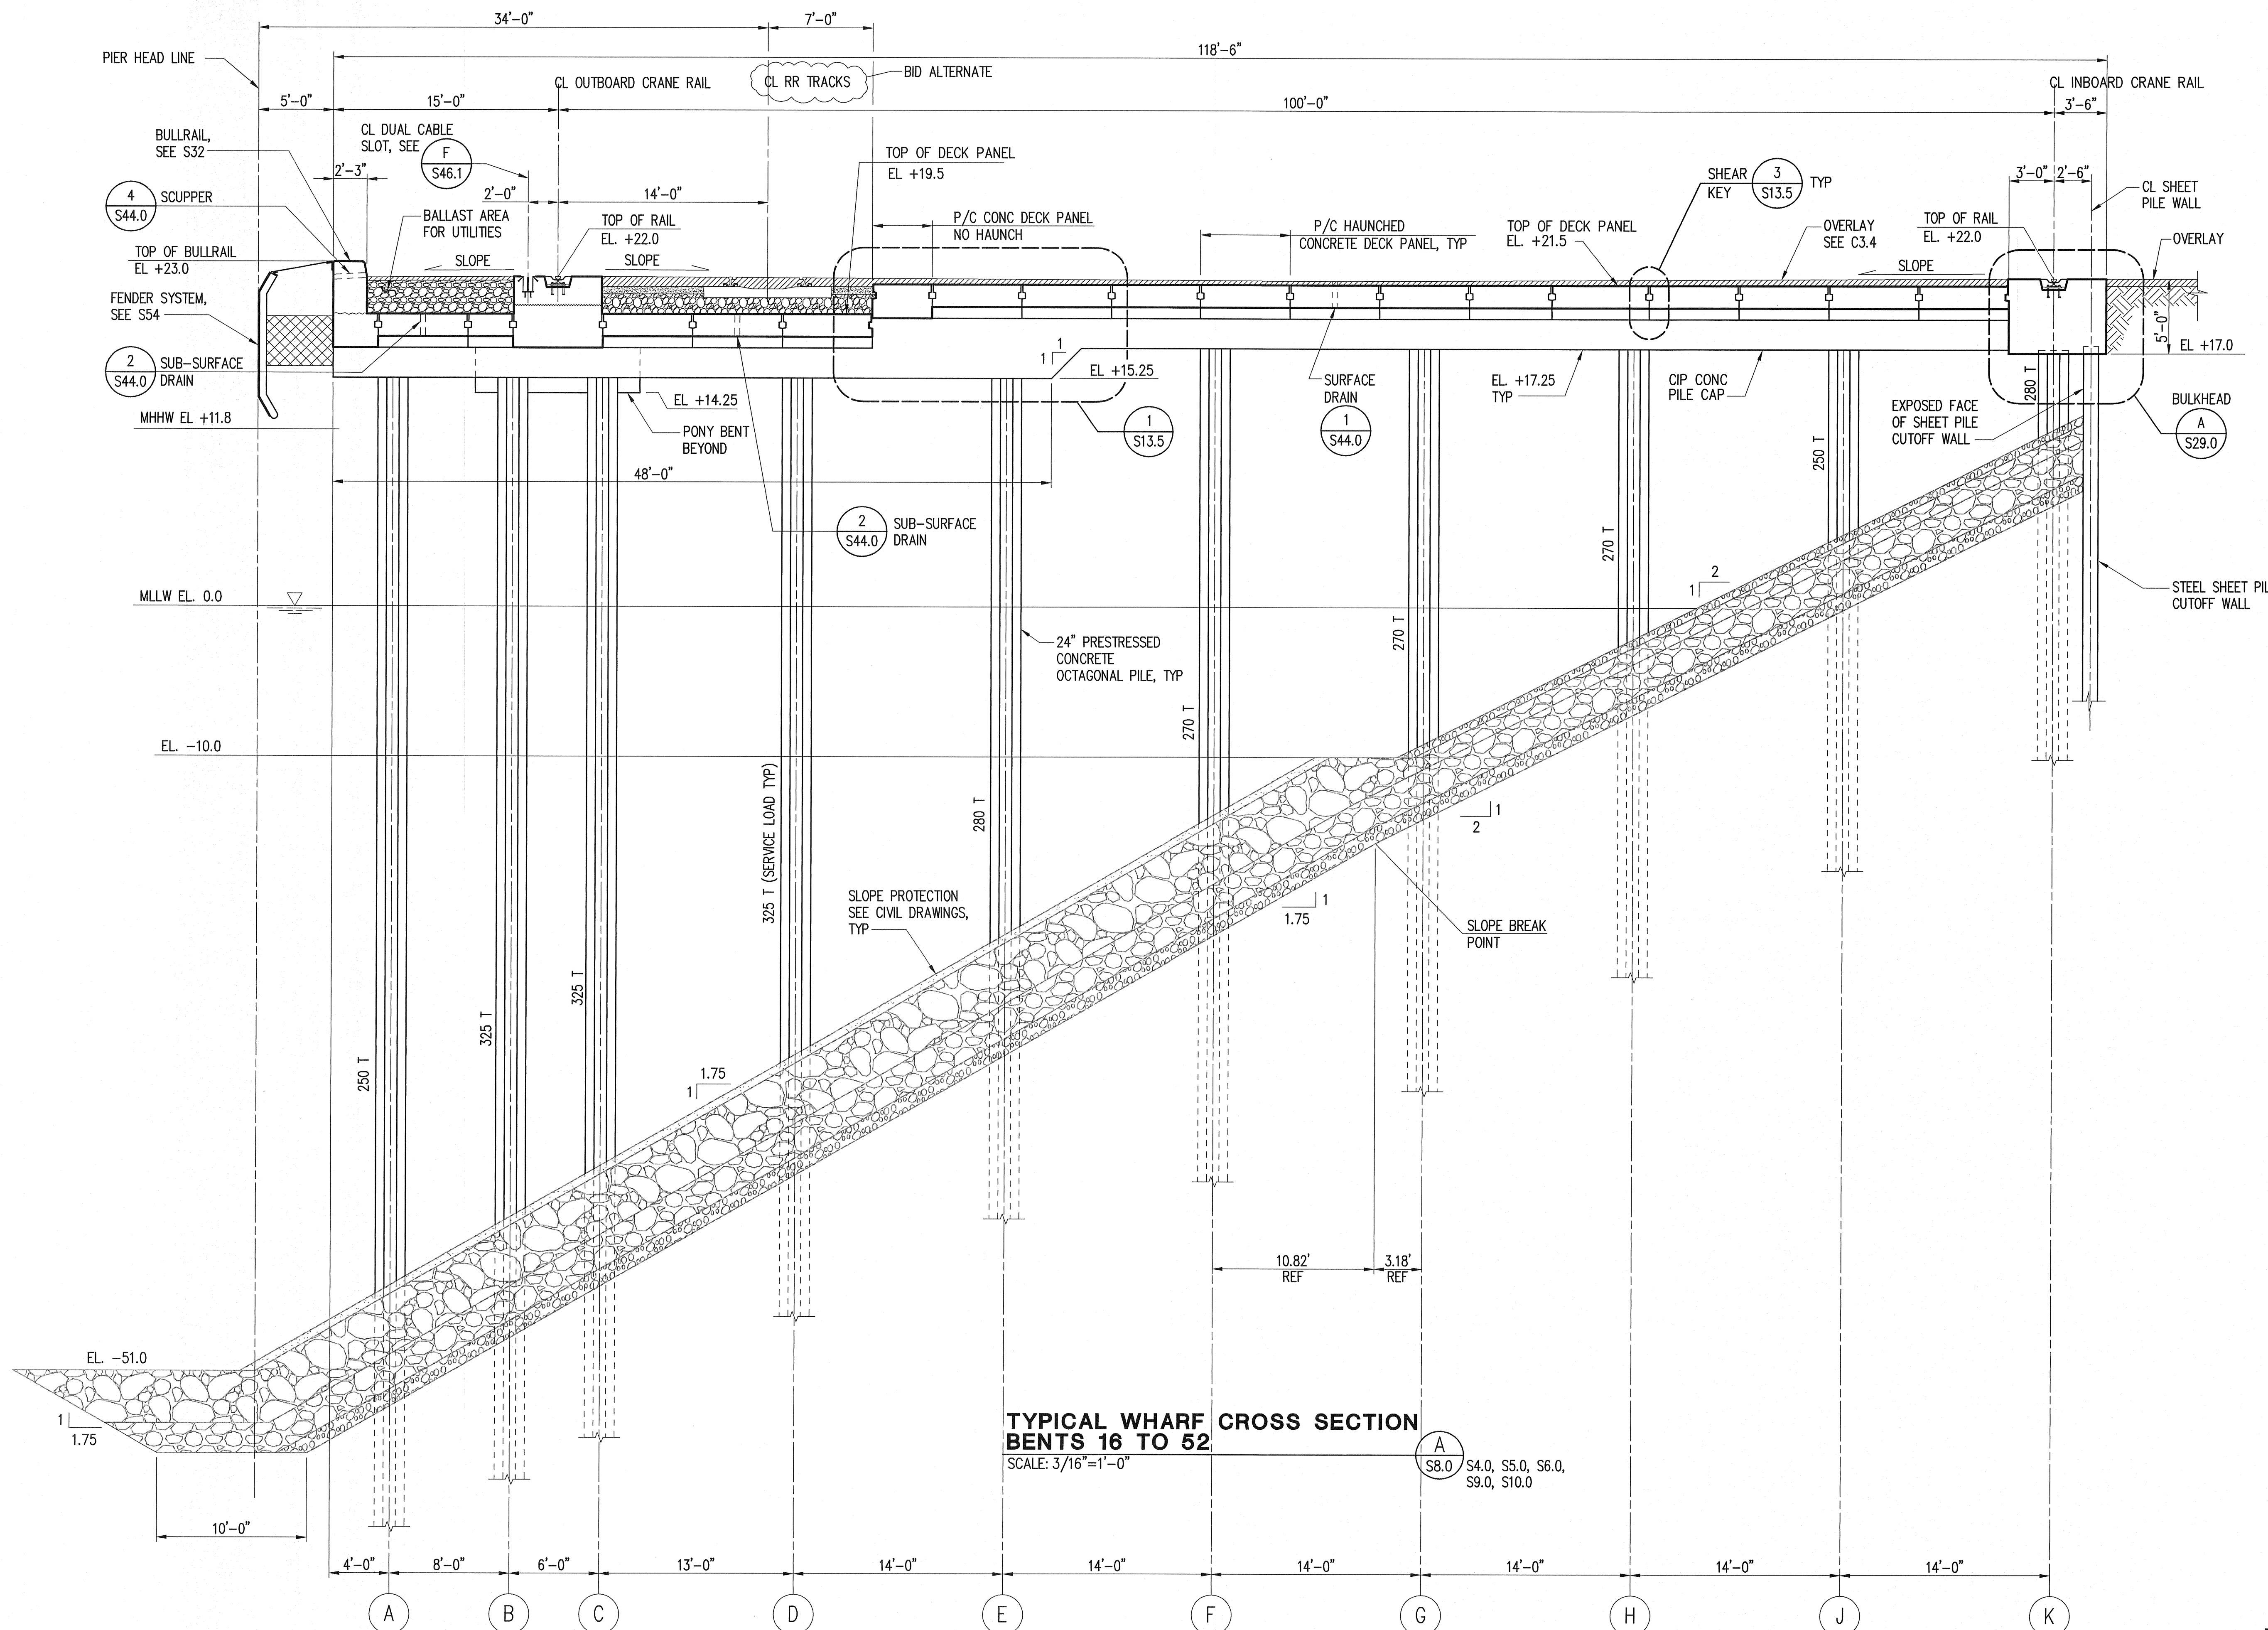 34'-0"
7'-0"
118'-6"
PIER HEAD LINE
CL OUTBOARD CRANE RAIL
CL RR TRACKS
BID ALTERNATE
CL INBOARD CRANE RAIL
5'-0"
15'-0"
100'-0"
3'-6"
BULLRAIL,
SEE S32
CL DUAL CABLE
SLOT, SEE
F
S46.1
2'-3"
2'-0"
14'-0"
TOP OF DECK PANEL
EL +19.5
SHEAR
KEY
3
S13.5
TYP
3'-0"
2'-6"
CL SHEET
PILE WALL
4
S44.0
SCUPPER
BALLAST AREA
FOR UTILITIES
TOP OF RAIL
EL. +22.0
P/C CONC DECK PANEL
NO HAUNCH
P/C HAUNCHED
CONCRETE DECK PANEL, TYP
TOP OF DECK PANEL
EL. +21.5
OVERLAY
SEE C3.4
TOP OF RAIL
EL. +22.0
OVERLAY
TOP OF BULLRAIL
EL +23.0
SLOPE
SLOPE
SLOPE
FENDER SYSTEM,
SEE S54
5'-0"
EL +17.0
2
S44.0
SUB-SURFACE
DRAIN
1
1
EL +15.25
SURFACE
DRAIN
1
S44.0
EL. +17.25
TYP
CIP CONC
PILE CAP
280 T
EXPOSED FACE
OF SHEET PILE
CUTOFF WALL
BULKHEAD
A
S29.0
MHHW EL +11.8
EL +14.25
PONY BENT
BEYOND
1
S13.5
250 T
48'-0"
2
S44.0
SUB-SURFACE
DRAIN
270 T
MLLW EL. 0.0
2
1
STEEL SHEET PIL
CUTOFF WALL
24" PRESTRESSED
CONCRETE
OCTAGONAL PILE, TYP
270 T
270 T
EL. -10.0
325 T (SERVICE LOAD TYP)
280 T
1
2
SLOPE PROTECTION
SEE CIVIL DRAWINGS,
TYP
1
1.75
SLOPE BREAK
POINT
325 T
325 T
250 T
1.75
1
10.82'
REF
3.18'
REF
EL. -51.0
1
1.75
TYPICAL WHARF CROSS SECTION
BENTS 16 TO 52
SCALE: 3/16"=1'-0"
A
S8.0
S4.0, S5.0, S6.0,
S9.0, S10.0
10'-0"
4'-0"
8'-0"
6'-0"
13'-0"
14'-0"
14'-0"
14'-0"
14'-0"
14'-0"
14'-0"
A
B
C
D
E
F
G
H
J
K